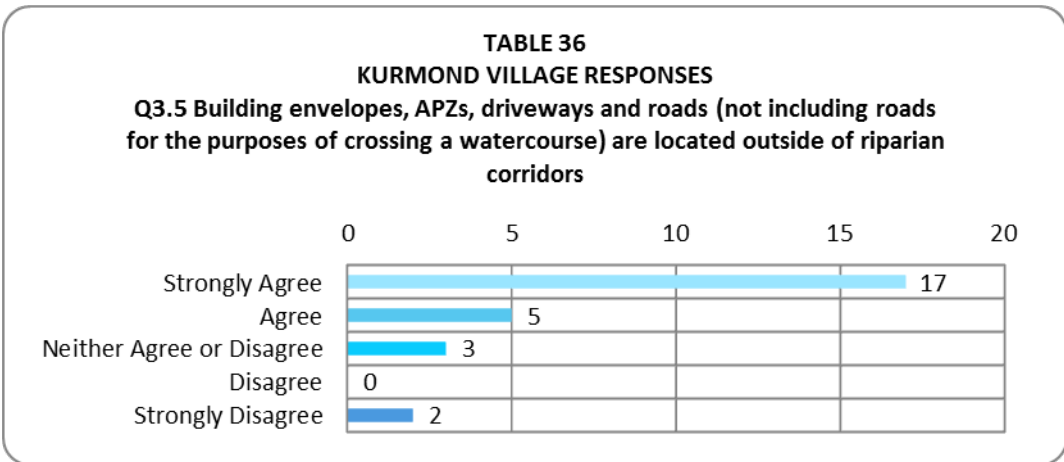 TABLE 36
KURMOND VILLAGE RESPONSES
Q3.5 Building envelopes, APZs, driveways and roads (not including roads
for the purposes of crossing a watercourse) are located outside of riparian
corridors
0 5 10 15 20
Strongly Agree 17
Agree 5
Neither Agree or Disagree 3
Disagree 0
Strongly Disagree 2